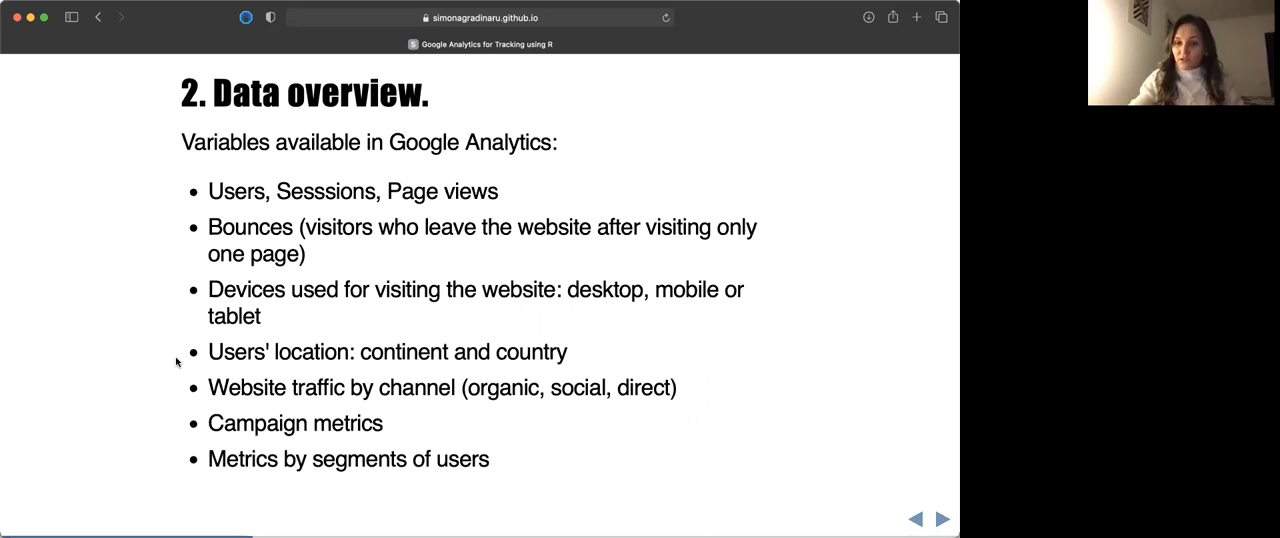 simonagradinaru.github.io
S Google Analytics for Tracking using R
2. Data overview.
Variables available in Google Analytics:
• Users, Sesssions, Page views
• Bounces (visitors who leave the website after visiting only
one page)
• Devices used for visiting the website: desktop, mobile or
tablet
• Users' location: continent and country
• Website traffic by channel (organic, social, direct)
• Campaign metrics
• Metrics by segments of users